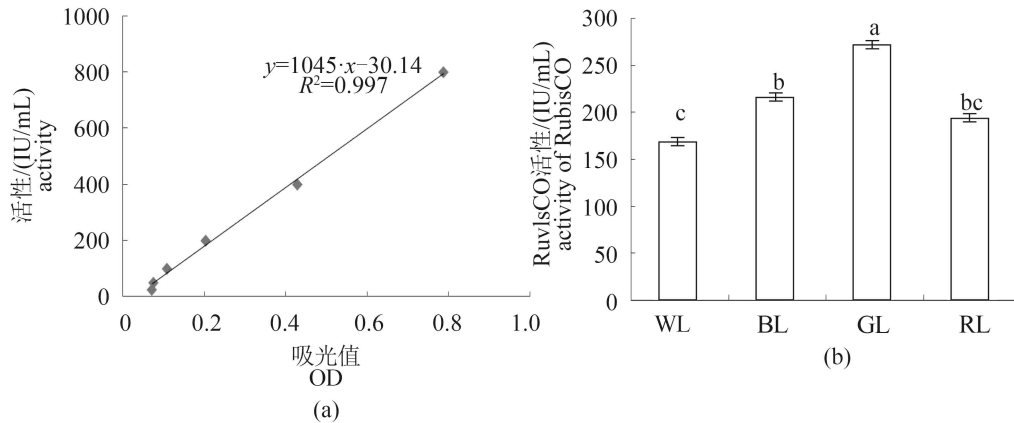 1000
800
600
400
200
0
活性/(IU/mL)
activity
y=1045·x−30.14
R²=0.997
0 0.2 0.4 0.6 0.8 1.0
吸光值
OD
(a)
300
250
200
150
100
50
0
RuvlsCO活性/(IU/mL)
activity of RubisCO
c
b
a
bc
WL BL GL RL
(b)